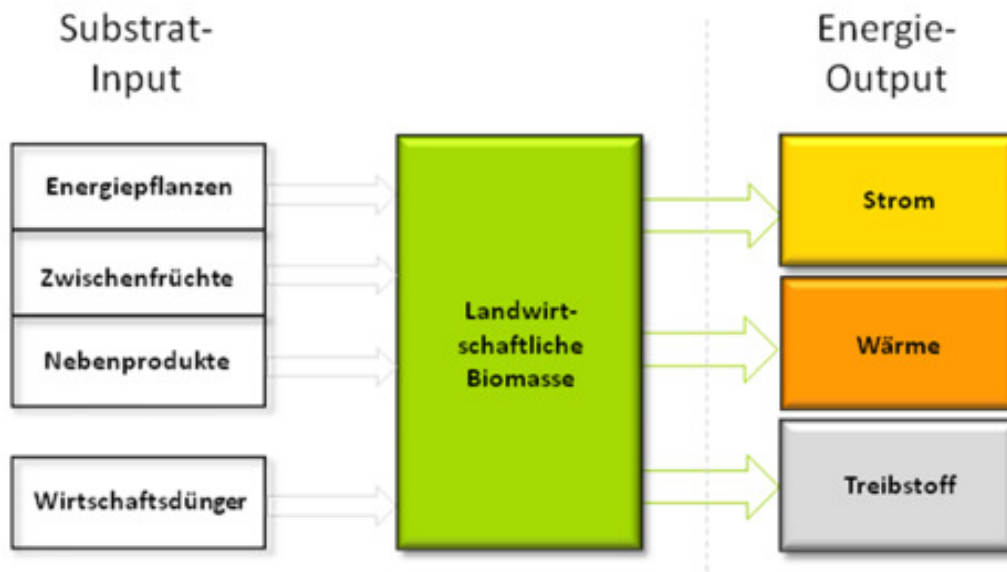 Substrat-
Input
Energie-
Output
Energiepflanzen
Zwischenfrüchte
Nebenprodukte
Wirtschaftsdünger
Landwirt-
schaftliche
Biomasse
Strom
Wärme
Treibstoff